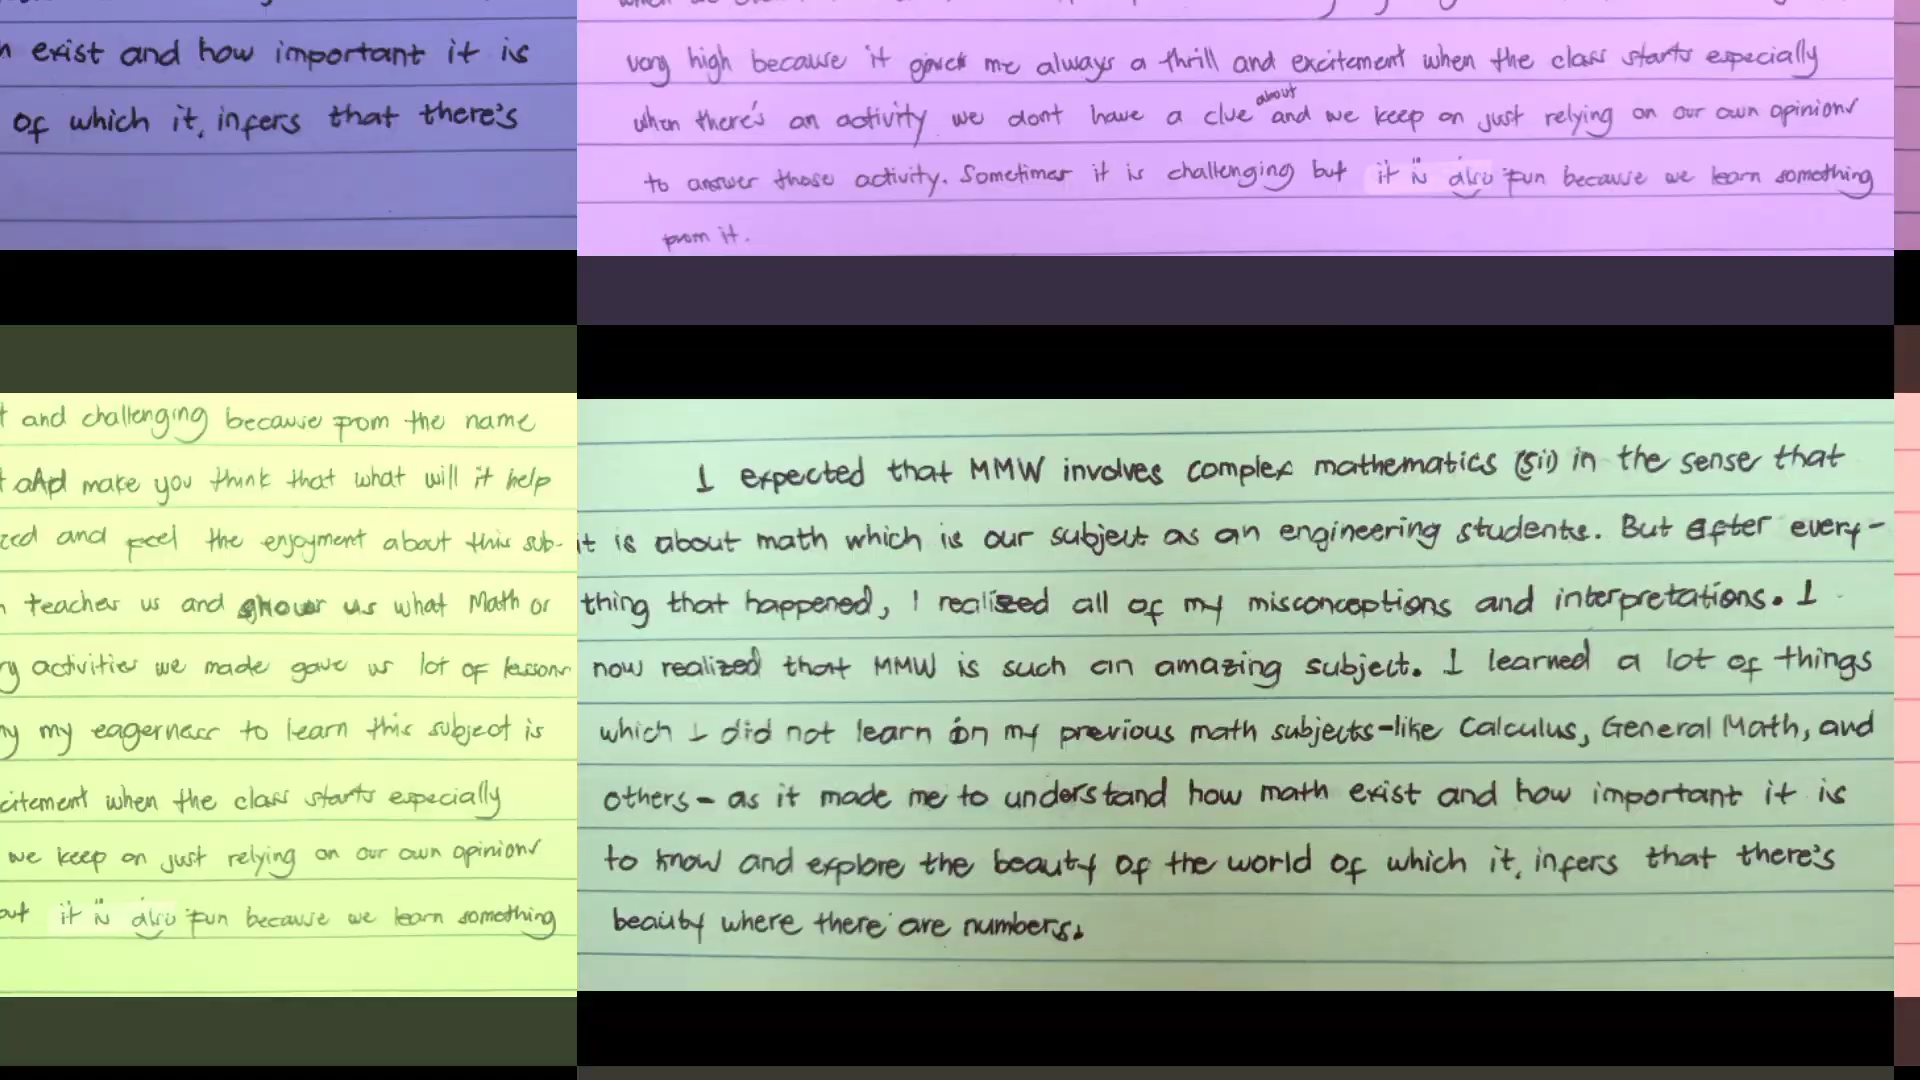 n exist and how important it is
of which it, infers that there's
very high because it gives me always a thrill and excitement when the class starts especially
when there's an activity we dont have a clue about and we keep on just relying on our own opinions
to answer those activity. Sometimes it is challenging but it is also fun because we learn something
from it.
t and challenging because from the name
make you think that what will it help
zed and feel the enjoyment about this sub-
teaches us and show us what Math or
activities we made gave us lot of lessons
my eagerness to learn this subject is
citement when the class starts especially
we keep on just relying on our own opinions
out it is also fun because we learn something
I expected that MMW involves complex mathematics (sir) in the sense that
it is about math which is our subject as an engineering students. But after every-
thing that happened, I realized all of my misconceptions and interpretations. I
now realized that MMW is such an amazing subject. I learned a lot of things
which I did not learn on my previous math subjects-like Calculus, General Math, and
others- as it made me to understand how math exist and how important it is
to know and explore the beauty of the world of which it, infers that there's
beauty where there are numbers.